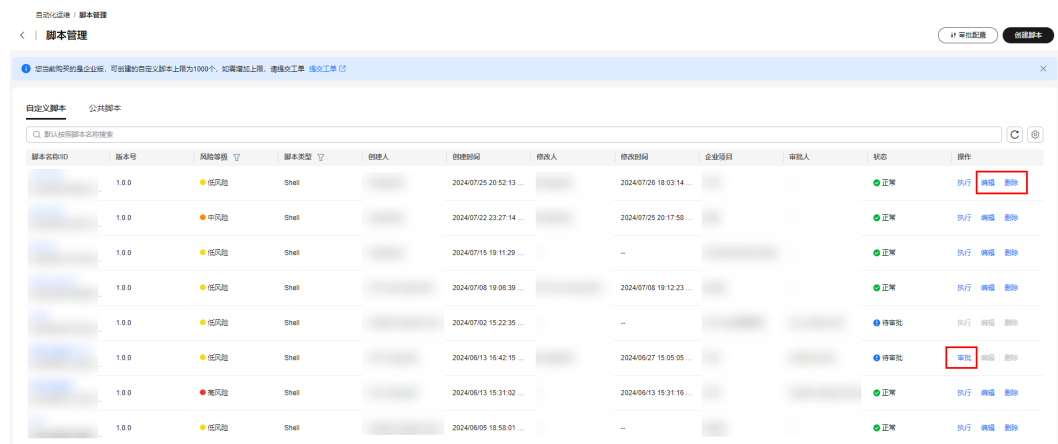 自动化运维 / 脚本管理
脚本管理
审批配置 创建脚本
您当前购买的是企业版，可创建的自定义脚本上限为1000个，如需增加上限，请提交工单 提交工单
自定义脚本 公共脚本
默认按照脚本名称搜索
脚本名称/ID 版本号 风险等级 脚本类型 创建人 创建时间 修改人 修改时间 企业项目 审批人 状态 操作
1.0.0 低风险 Shell 2024/07/25 20:52:13 ... 2024/07/26 18:03:14 ... 正常 执行 编辑 删除
1.0.0 中风险 Shell 2024/07/22 23:27:14 ... 2024/07/25 20:17:58 ... 正常 执行 编辑 删除
1.0.0 低风险 Shell 2024/07/15 19:11:29 ... -- 正常 执行 编辑 删除
1.0.0 低风险 Shell 2024/07/08 19:06:39 ... 2024/07/08 19:12:23 ... 正常 执行 编辑 删除
1.0.0 低风险 Shell 2024/07/02 15:22:35 ... -- 待审批 执行 编辑 删除
1.0.0 低风险 Shell 2024/06/13 16:42:15 ... 2024/06/27 15:05:05 ... 待审批 审批 编辑 删除
1.0.0 高风险 Shell 2024/06/13 15:31:02 ... 2024/06/13 15:31:16 ... 正常 执行 编辑 删除
1.0.0 低风险 Shell 2024/06/05 18:58:01 ... -- 正常 执行 编辑 删除